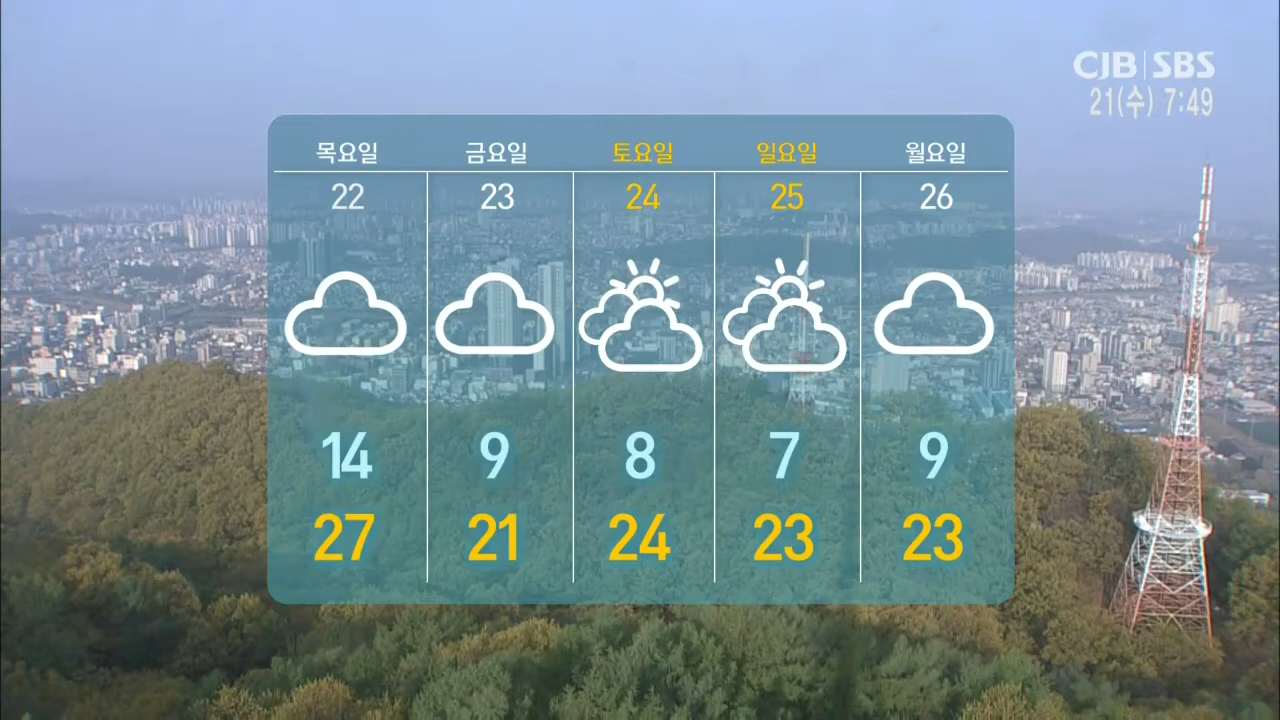 CJB SBS
21(수) 7:49
목요일 금요일 토요일 일요일 월요일
22 23 24 25 26
14 9 8 7 9
27 21 24 23 23